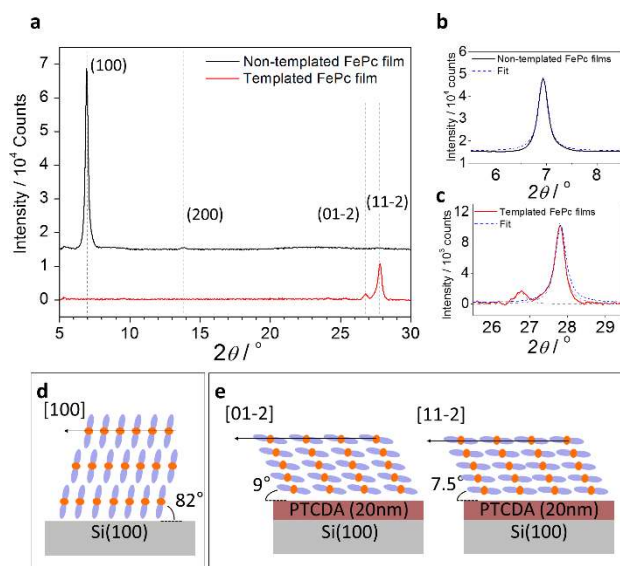 a
Non-templated FePc film
Templated FePc film
(100)
(200)
(01-2)
(11-2)
Intensity / 10⁴ Counts
7
6
5
4
3
2
1
0
5 10 15 20 25 30
2θ / °
b
Non-templated FePc films
Fit
Intensity / 10⁴ counts
6
5
4
3
2
1
6 7 8
2θ / °
c
Templated FePc films
Fit
Intensity / 10³ counts
12
9
6
3
0
26 27 28 29
2θ / °
d
[100]
82°
Si(100)
e
[01-2]
9°
PTCDA (20nm)
Si(100)
[11-2]
7.5°
PTCDA (20nm)
Si(100)